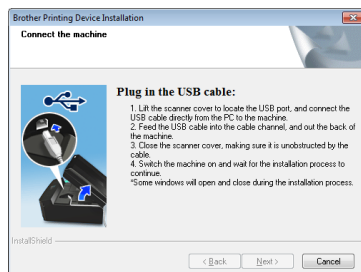 Brother Printing Device Installation
Connect the machine
Plug in the USB cable:
1. Lift the scanner cover to locate the USB port, and connect the
USB cable directly from the PC to the machine.
2. Feed the USB cable into the cable channel, and out the back of
the machine.
3. Close the scanner cover, making sure it is unobstructed by the
cable.
4. Switch the machine on and wait for the installation process to
continue.
*Some windows will open and close during the installation process.
InstallShield
< Back
Next >
Cancel